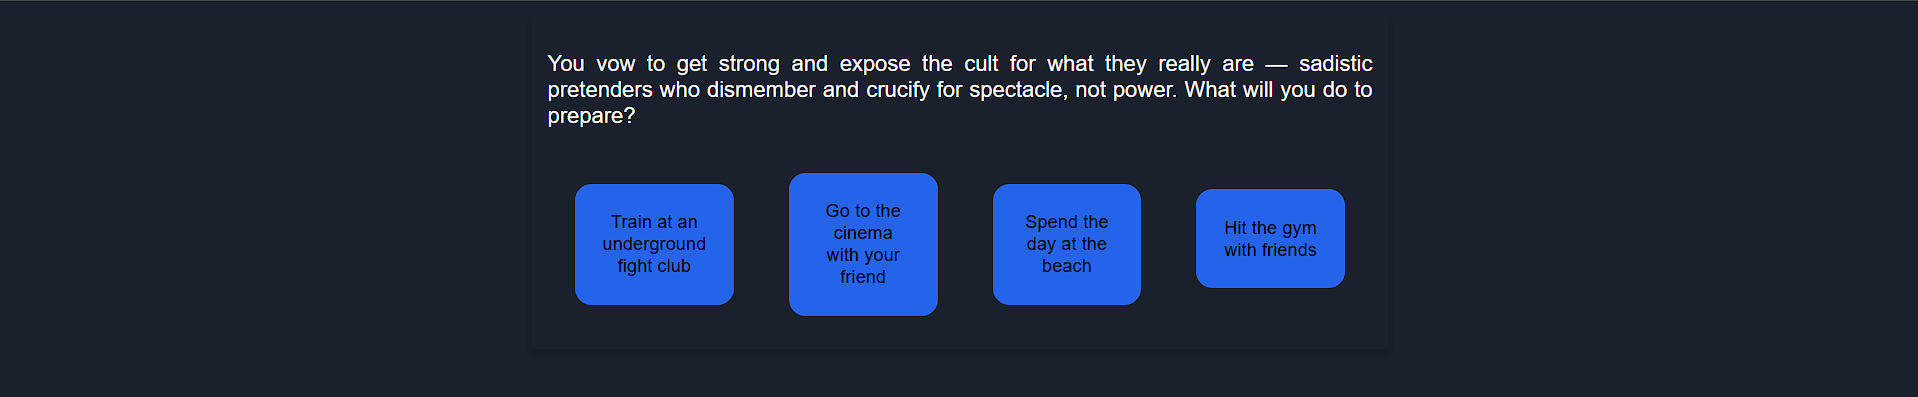 You vow to get strong and expose the cult for what they really are — sadistic
pretenders who dismember and crucify for spectacle, not power. What will you do to
prepare?
Train at an
underground
fight club
Go to the
cinema
with your
friend
Spend the
day at the
beach
Hit the gym
with friends